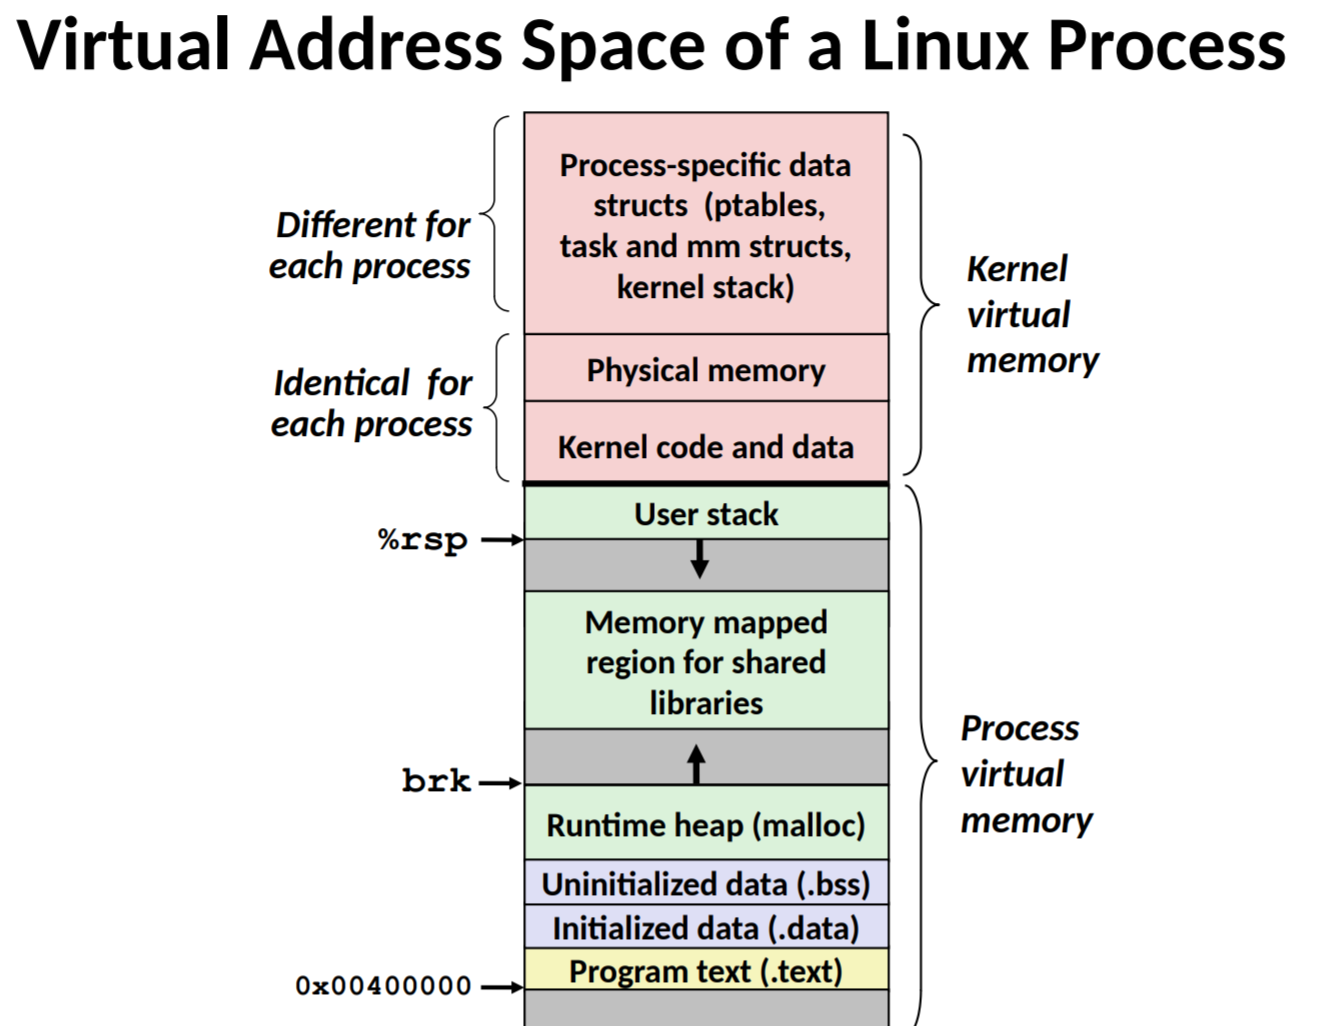 Virtual Address Space of a Linux Process
Process-specific data
structs (ptables,
task and mm structs,
kernel stack)
Different for
each process
Kernel
virtual
memory
Physical memory
Identical for
each process
Kernel code and data
User stack
%rsp
Memory mapped
region for shared
libraries
Process
virtual
memory
brk
Runtime heap (malloc)
Uninitialized data (.bss)
Initialized data (.data)
Program text (.text)
0x00400000